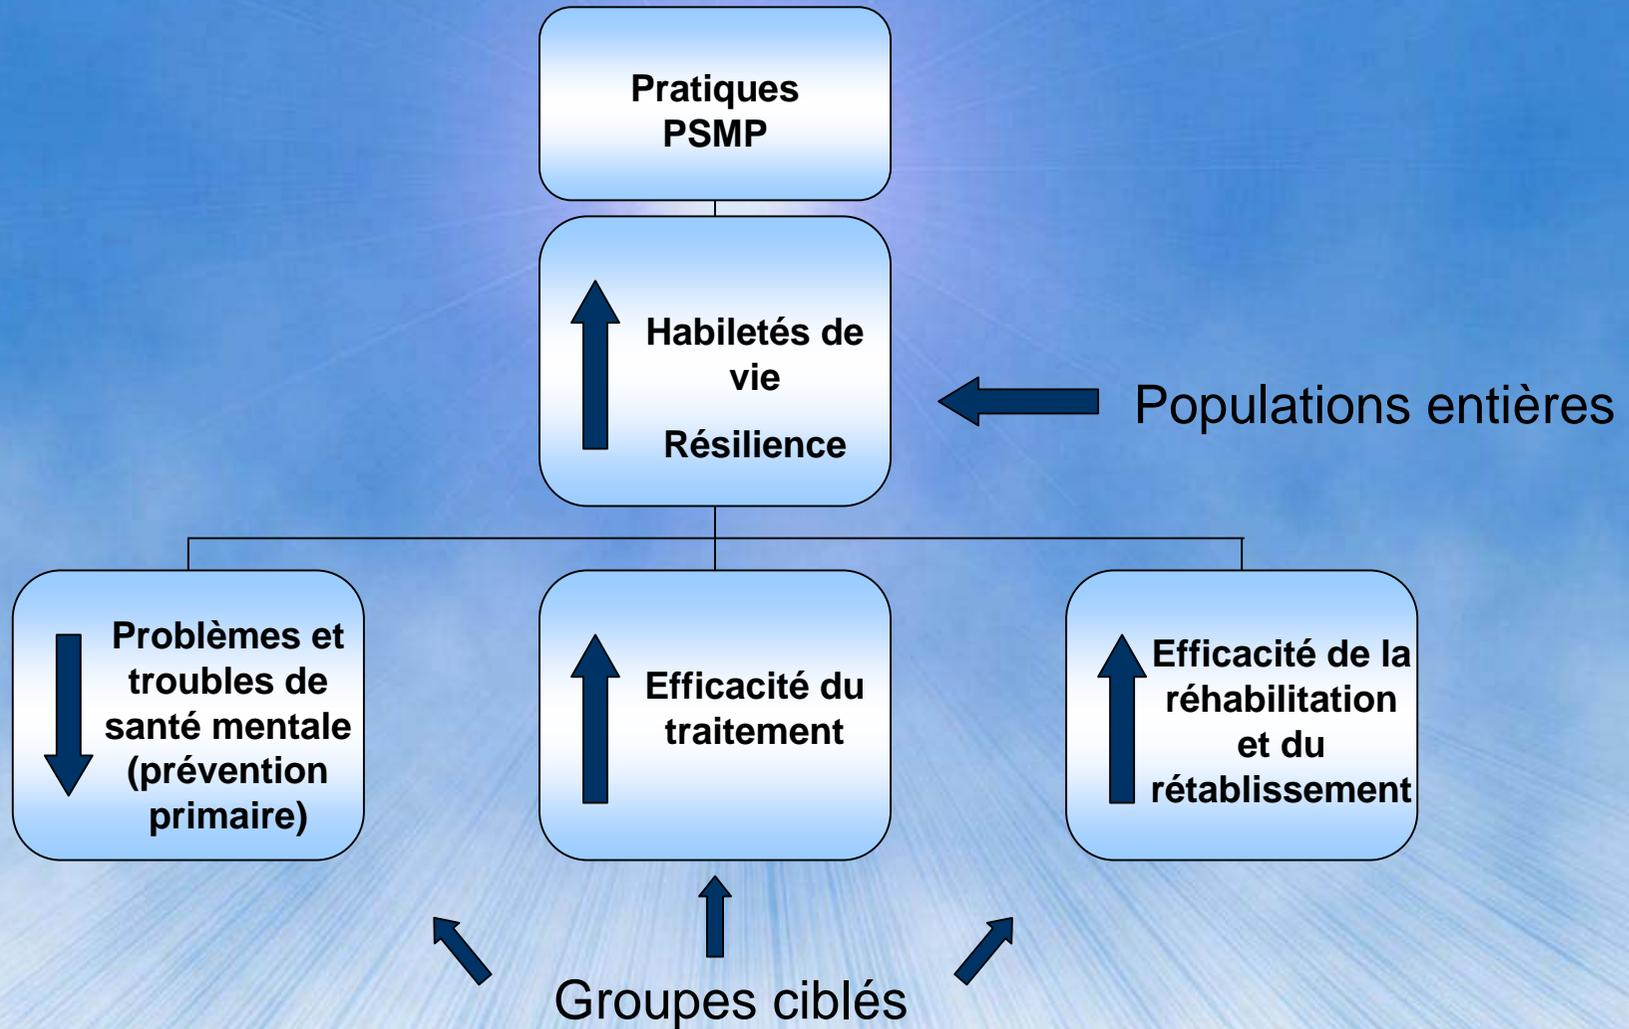 Pratiques
PSMP
Habiletés de
vie
Résilience
Populations entières
Problèmes et
troubles de
santé mentale
(prévention
primaire)
Efficacité du
traitement
Efficacité de la
réhabilitation
et du
rétablissement
Groupes ciblés